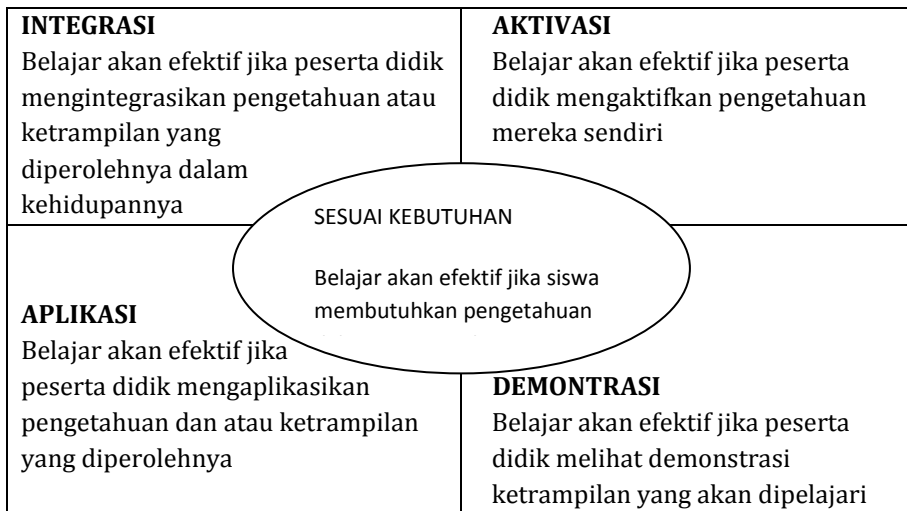 INTEGRASI
Belajar akan efektif jika peserta didik
mengintegrasikan pengetahuan atau
ketrampilan yang
diperolehnya dalam
kehidupannya
AKTIVASI
Belajar akan efektif jika peserta
didik mengaktifkan pengetahuan
mereka sendiri
SESUAI KEBUTUHAN
Belajar akan efektif jika siswa
membutuhkan pengetahuan
APLIKASI
Belajar akan efektif jika
peserta didik mengaplikasikan
pengetahuan dan atau ketrampilan
yang diperolehnya
DEMONTRASI
Belajar akan efektif jika peserta
didik melihat demonstrasi
ketrampilan yang akan dipelajari